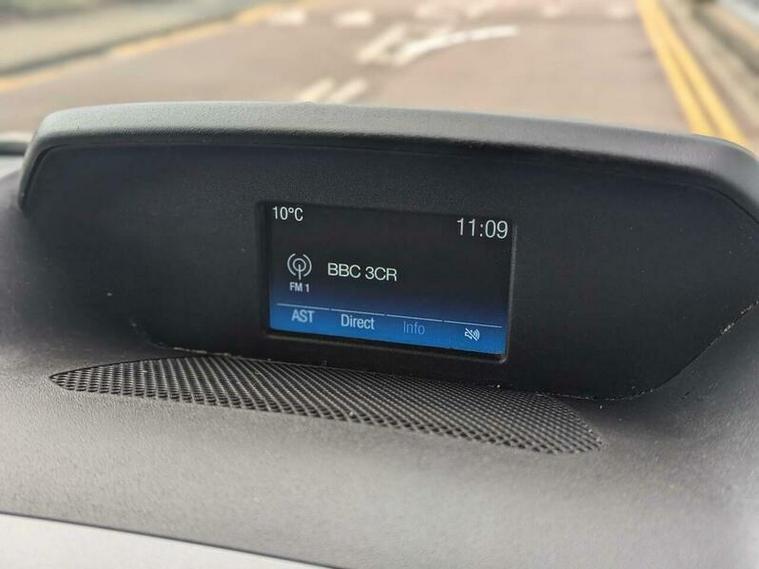 10°C
11:09
BBC 3CR
FM 1
AST Direct Info